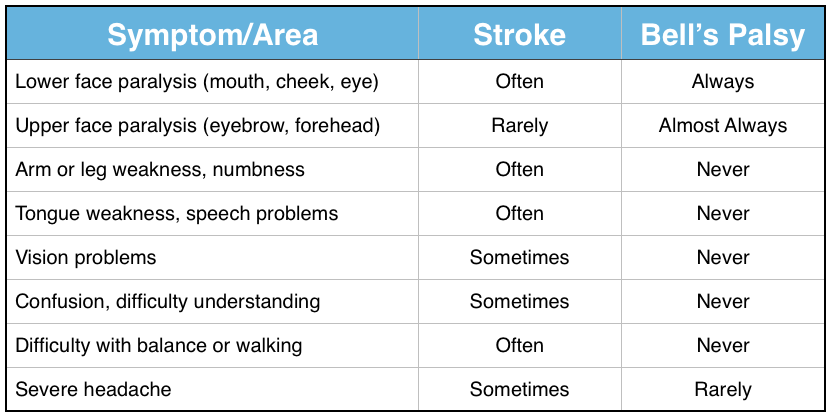 Symptom/Area Stroke Bell's Palsy
Lower face paralysis (mouth, cheek, eye) Often Always
Upper face paralysis (eyebrow, forehead) Rarely Almost Always
Arm or leg weakness, numbness Often Never
Tongue weakness, speech problems Often Never
Vision problems Sometimes Never
Confusion, difficulty understanding Sometimes Never
Difficulty with balance or walking Often Never
Severe headache Sometimes Rarely